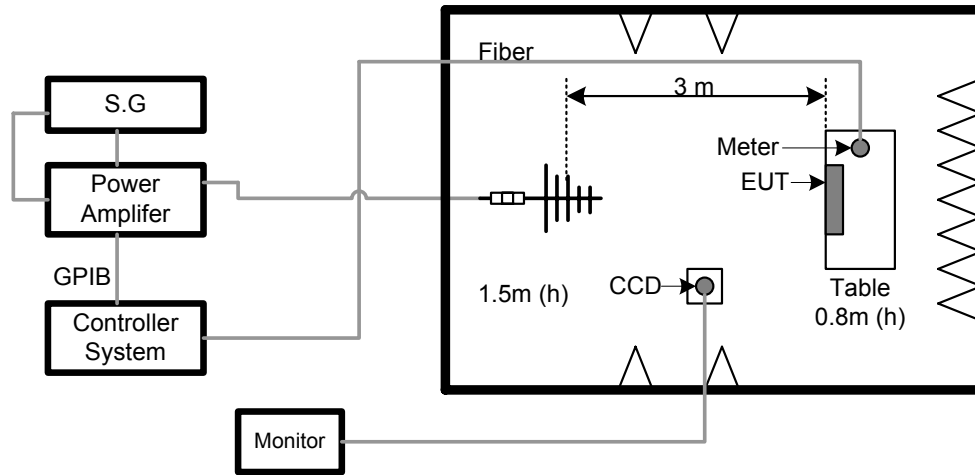 Fiber
3 m
S.G
Meter
Power
Amplifer
EUT
GPIB
1.5m (h)
CCD
Table
0.8m (h)
Controller
System
Monitor